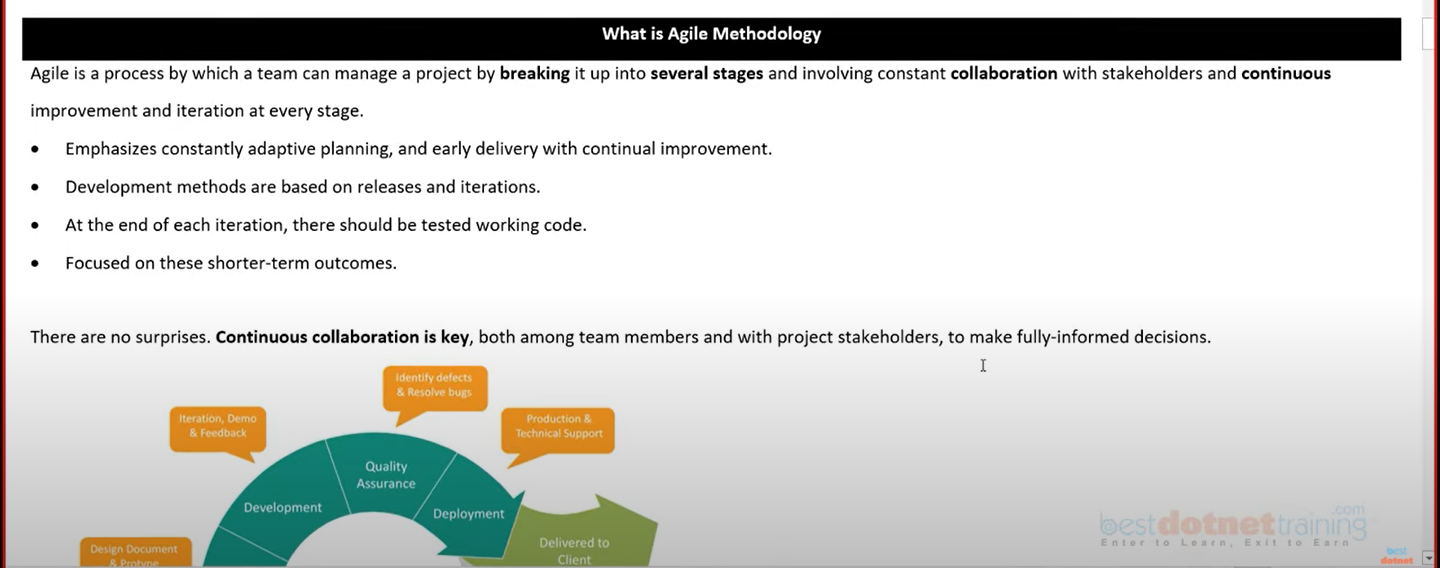 What is Agile Methodology
Agile is a process by which a team can manage a project by breaking it up into several stages and involving constant collaboration with stakeholders and continuous
improvement and iteration at every stage.
• Emphasizes constantly adaptive planning, and early delivery with continual improvement.
• Development methods are based on releases and iterations.
• At the end of each iteration, there should be tested working code.
• Focused on these shorter-term outcomes.
There are no surprises. Continuous collaboration is key, both among team members and with project stakeholders, to make fully-informed decisions.
Identify defects
& Resolve bugs
Iteration, Demo
& Feedback
Production &
Technical Support
Quality
Assurance
Development
Deployment
Design Document
& Protype
Delivered to
Client
.com
bestdotnettraining
Enter to Learn, Exit to Earn
best
dotnet